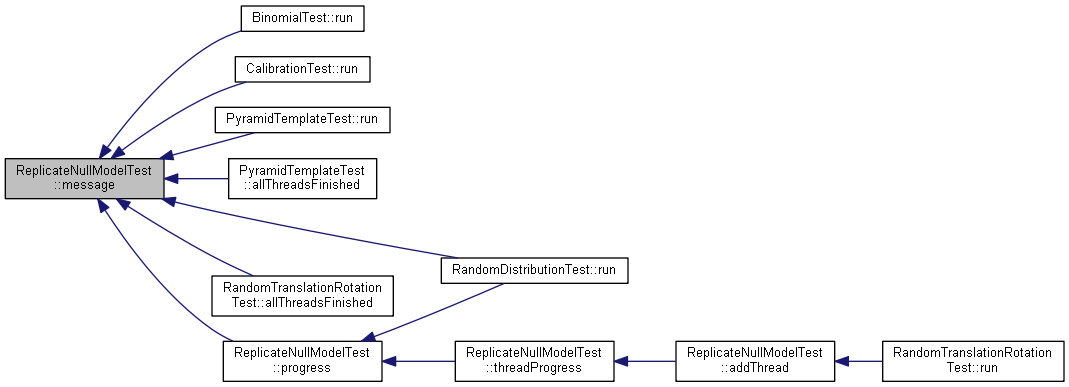 BinomialTest::run
CalibrationTest::run
PyramidTemplateTest::run
ReplicateNullModelTest
::message
PyramidTemplateTest
::allThreadsFinished
RandomDistributionTest::run
RandomTranslationRotation
Test::allThreadsFinished
ReplicateNullModelTest
::progress
ReplicateNullModelTest
::threadProgress
ReplicateNullModelTest
::addThread
RandomTranslationRotation
Test::run